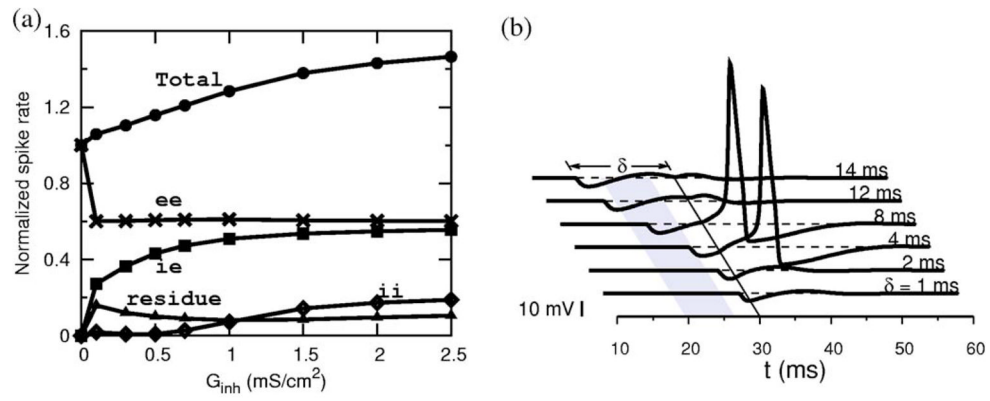 (a)
1.6
1.2
0.8
0.4
0
Normalized spike rate
Total
ee
ie
residue
ii
0 0.5 1 1.5 2.0 2.5
G_inh (mS/cm²)
(b)
δ
14 ms
12 ms
8 ms
4 ms
2 ms
δ = 1 ms
10 mV
10 20 30 40 50 60
t (ms)